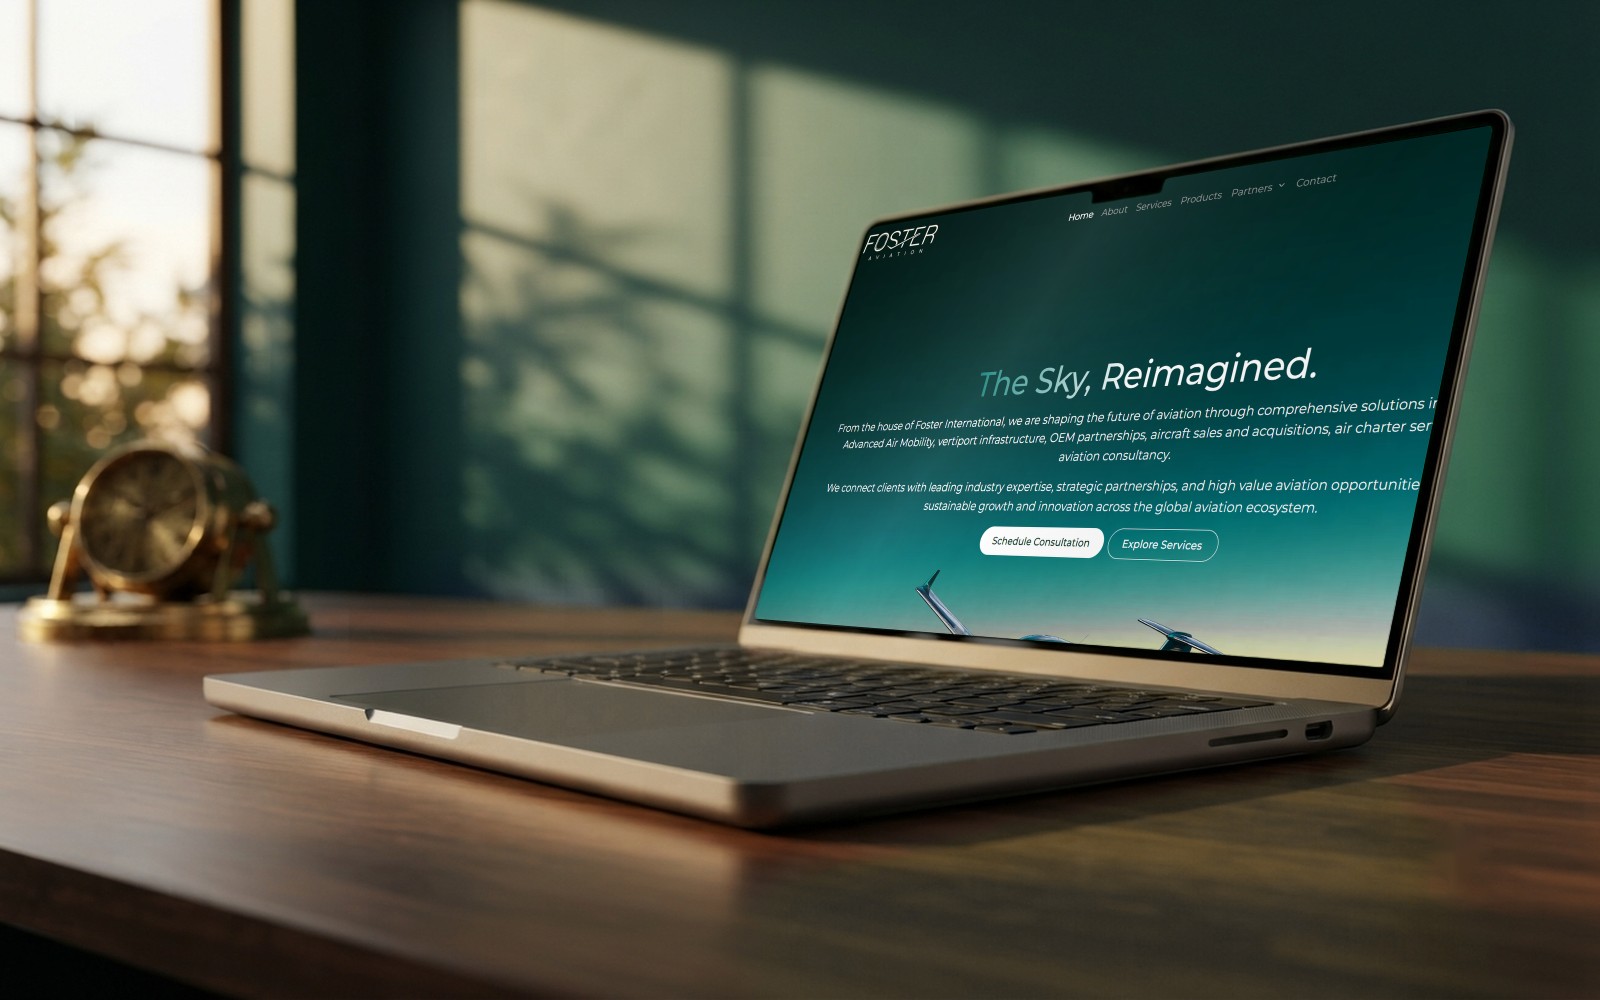 Home About Services Products Partners Contact
FOSTER
AVIATION
The Sky, Reimagined.
From the house of Foster International, we are shaping the future of aviation through comprehensive solutions in
Advanced Air Mobility, vertiport infrastructure, OEM partnerships, aircraft sales and acquisitions, air charter ser
aviation consultancy.
We connect clients with leading industry expertise, strategic partnerships, and high value aviation opportunitie
sustainable growth and innovation across the global aviation ecosystem.
Schedule Consultation Explore Services